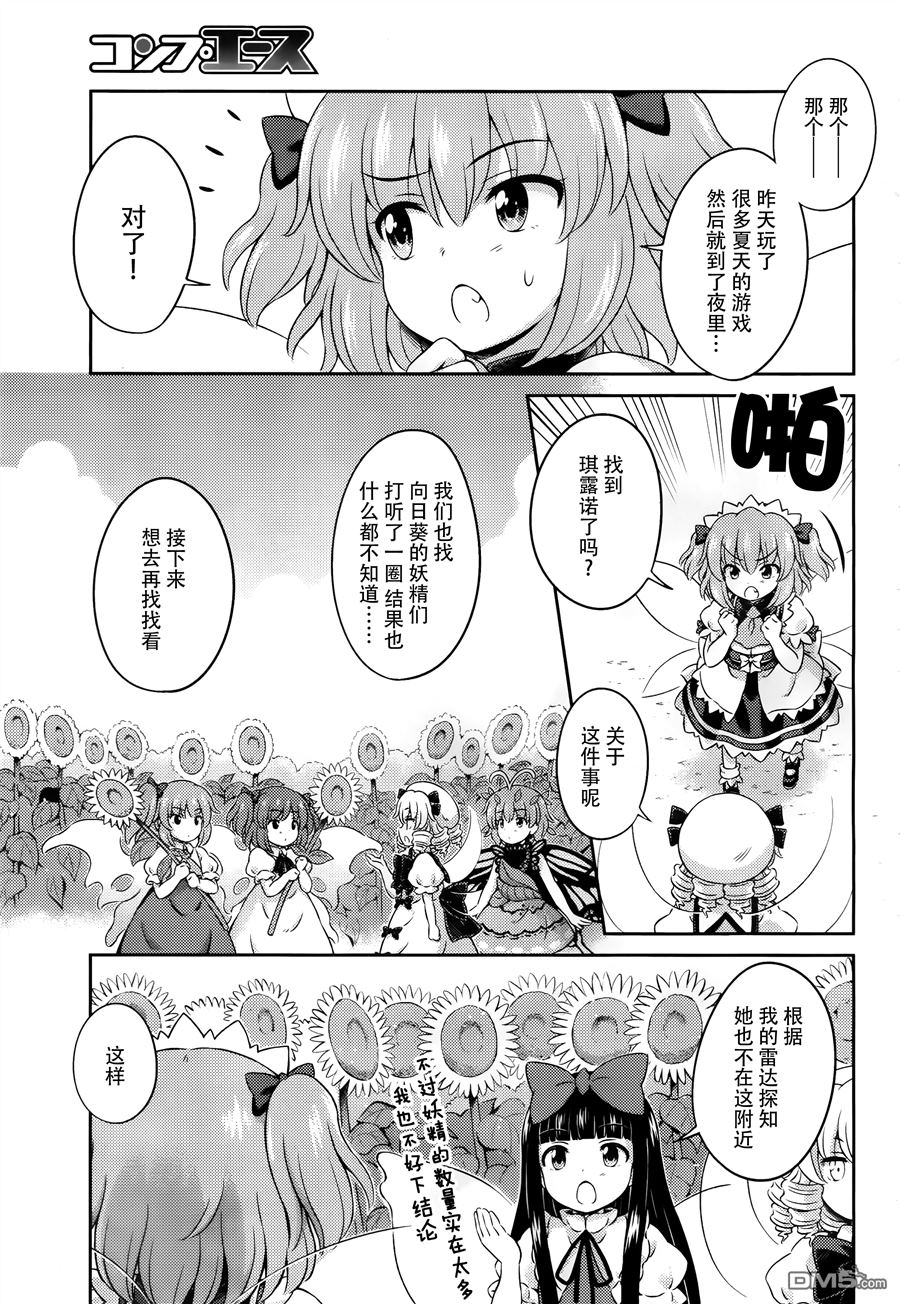 コンプエース
那个——
那个——
昨天玩了
很多夏天的游戏
然后就到了夜里…
对了！
啪
找到
琪露诺了吗？
关于
这件事呢
我们也找
向日葵的妖精们
打听了一圈 结果也
什么都不知道……
接下来
想去再找找看
根据
我的雷达探知
她也不在这附近
不过妖精的数量实在太多
我也不好下结论
这样
DM5.com